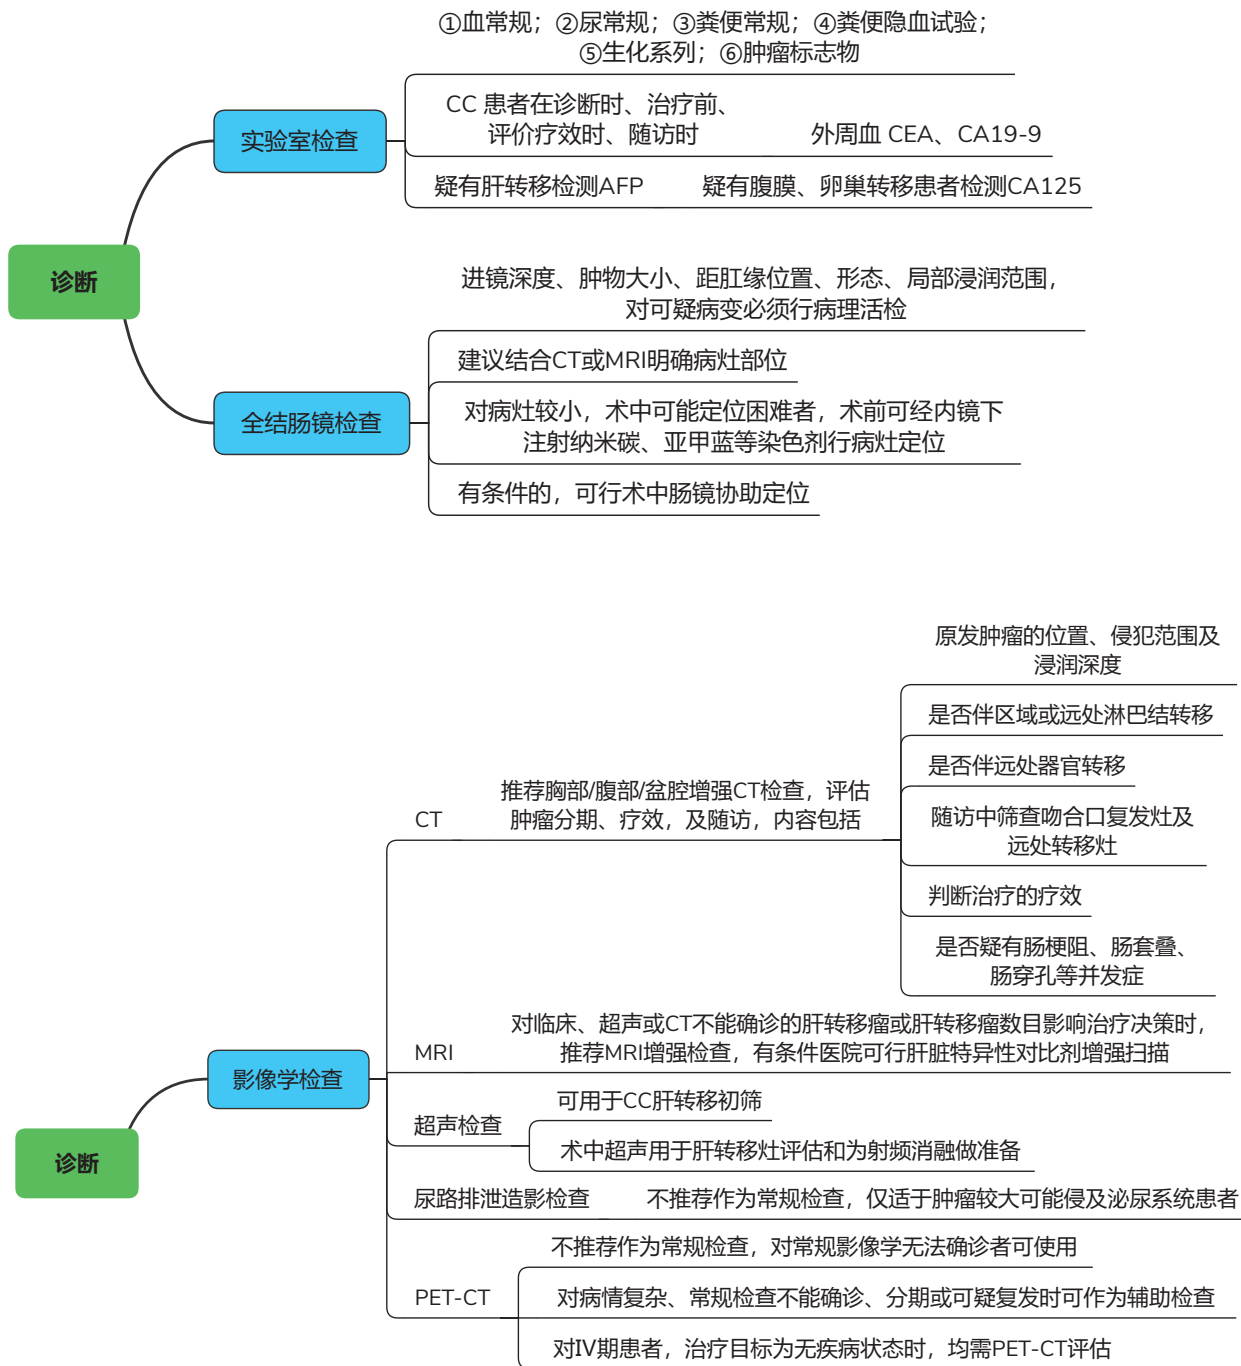 ①血常规；②尿常规；③粪便常规；④粪便隐血试验；
⑤生化系列；⑥肿瘤标志物
CC 患者在诊断时、治疗前、
评价疗效时、随访时
外周血 CEA、CA19-9
实验室检查
疑有肝转移检测AFP
疑有腹膜、卵巢转移患者检测CA125
诊断
进镜深度、肿物大小、距肛缘位置、形态、局部浸润范围，
对可疑病变必须行病理活检
建议结合CT或MRI明确病灶部位
全结肠镜检查
对病灶较小，术中可能定位困难者，术前可经内镜下
注射纳米碳、亚甲蓝等染色剂行病灶定位
有条件的，可行术中肠镜协助定位
原发肿瘤的位置、侵犯范围及
浸润深度
是否伴区域或远处淋巴结转移
是否伴远处器官转移
CT
推荐胸部/腹部/盆腔增强CT检查，评估
肿瘤分期、疗效，及随访，内容包括
随访中筛查吻合口复发灶及
远处转移灶
判断治疗的疗效
是否疑有肠梗阻、肠套叠、
肠穿孔等并发症
MRI
对临床、超声或CT不能确诊的肝转移瘤或肝转移瘤数目影响治疗决策时，
推荐MRI增强检查，有条件医院可行肝脏特异性对比剂增强扫描
影像学检查
超声检查
可用于CC肝转移初筛
术中超声用于肝转移灶评估和为射频消融做准备
诊断
尿路排泄造影检查
不推荐作为常规检查，仅适于肿瘤较大可能侵及泌尿系统患者
PET-CT
不推荐作为常规检查，对常规影像学无法确诊者可使用
对病情复杂、常规检查不能确诊、分期或可疑复发时可作为辅助检查
对IV期患者，治疗目标为无疾病状态时，均需PET-CT评估